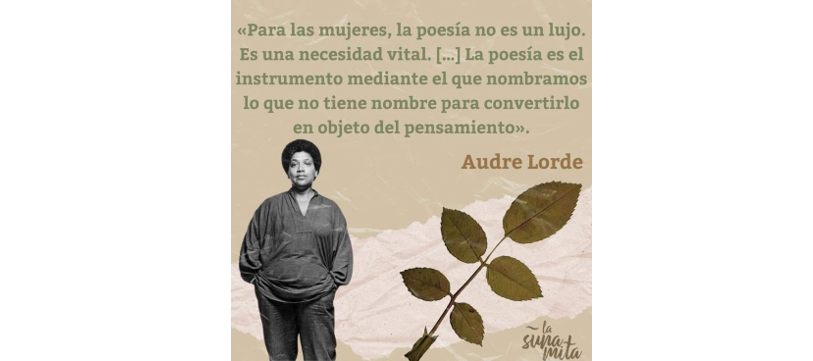 «Para las mujeres, la poesía no es un lujo.
Es una necesidad vital. [...] La poesía es el
instrumento mediante el que nombramos
lo que no tiene nombre para convertirlo
en objeto del pensamiento».
Audre Lorde
la
suna
mita